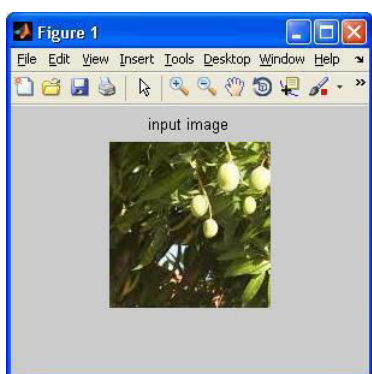 Figure 1
File Edit View Insert Tools Desktop Window Help
input image